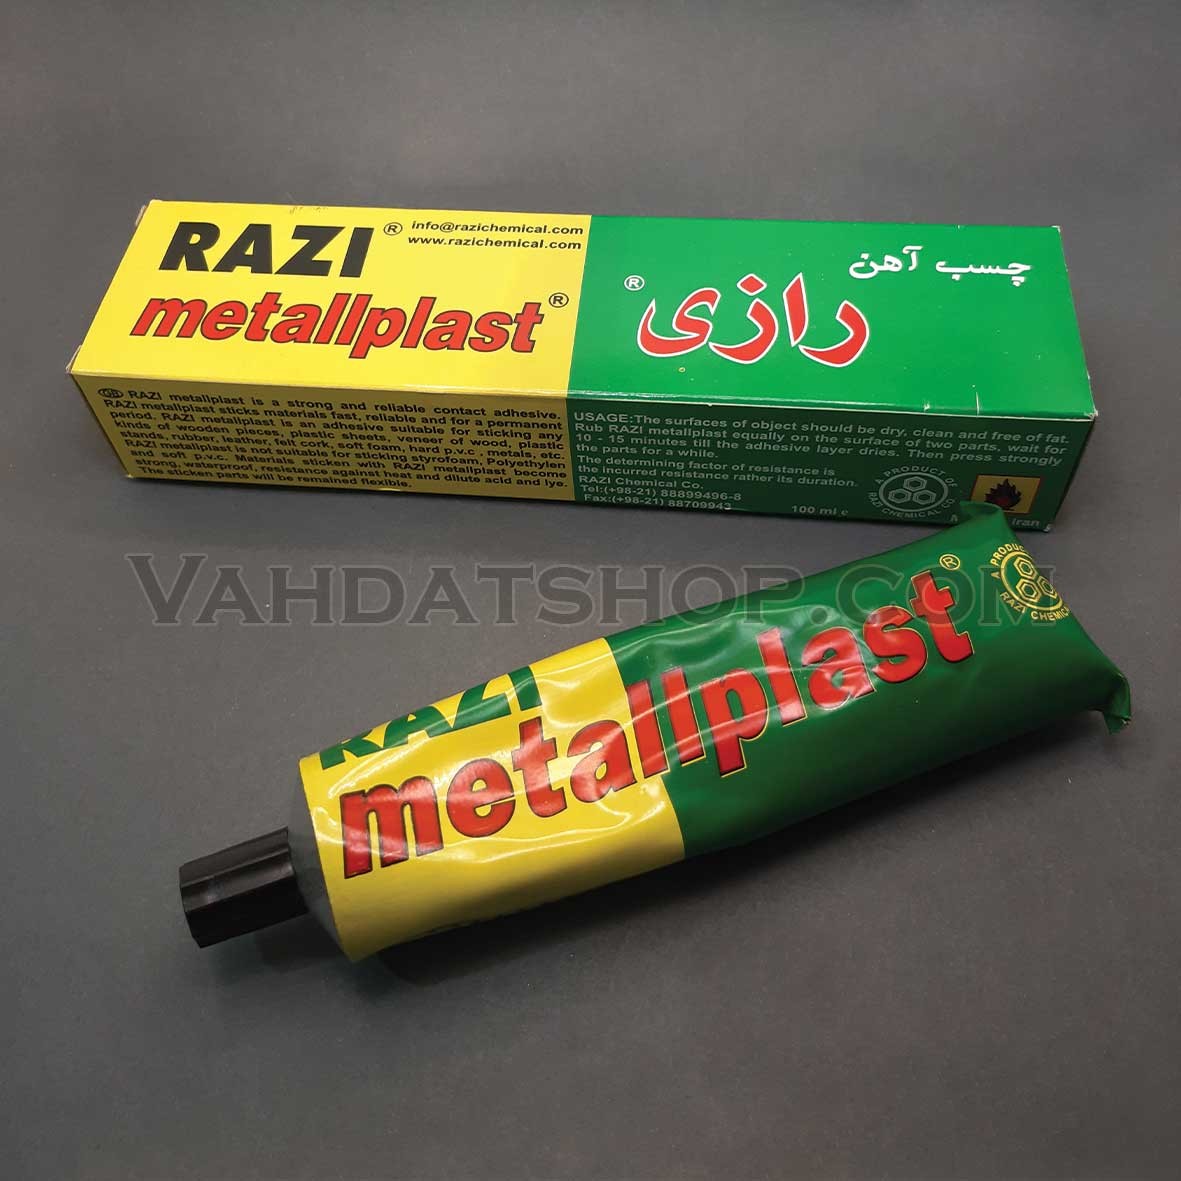 RAZI ®
info@razichemical.com
www.razichemical.com
metallplast®
چسب آهن
رازی ®
GB RAZI metallplast is a strong and reliable contact adhesive.
RAZI metallplast sticks materials fast, reliable and for a permanent
period. RAZI metallplast is an adhesive suitable for sticking any
kinds of wooden pieces, plastic sheets, veneer of wood, plastic
stands, rubber, leather, felt cork, soft foam, hard p.v.c , metals, etc.
RAZI metallplast is not suitable for sticking styrofoam, Polyethylen
and soft p.v.c. Materials sticken with RAZI metallplast become
strong, waterproof, resistance against heat and dilute acid and lye
The sticken parts will be remained flexible.
USAGE:The surfaces of object should be dry, clean and free of fat.
Rub RAZI metallplast equally on the surface of two parts. wait for
10 - 15 minutes till the adhesive layer dries. Then press strongly
the parts for a while.
The determining factor of resistance is
the incurred resistance rather its duration.
RAZI Chemical Co.
Tel:(+98-21) 88899496-8
Fax:(+98-21) 88709943
100 ml e
A PRODUCT OF
RAZI CHEMICAL CO.
iran
VAHDATSHOP.COM
RAZI
metallplast®
A PRODUCT
RAZI CHEMICAL